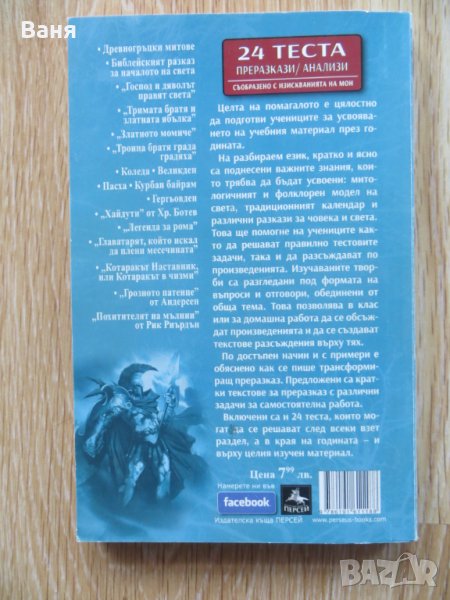 Ваня
• Древногръцки митове
• Библейският разказ
за началото на света
• „Господ и дяволът
правят света"
• „Тримата братя и
златната ябълка"
• „Златното момиче"
• „Троица братя града
градяха"
Коледа • Великден
Пасха • Курбан байрам
• Гергьовден
• „Хайдути" от Хр. Ботев
• „Легенда за рома"
„Главатарят, който искал
да плени месечината"
• „Котаракът Наставник,
или Котаракът в чизми"
• „Грозното патенце"
от Андерсен
„Похитителят на мълнии"
от Рик Риърдън
24 ТЕСТА
ПРЕРАЗКАЗИ/ АНАЛИЗИ
СЪОБРАЗЕНО С ИЗИСКВАНИЯТА НА МОН
Целта на помагалото е цялостно
да подготви учениците за усвоява-
нето на учебния материал през го-
дината.
На разбираем език, кратко и ясно
са поднесени важните знания, кои-
то трябва да бъдат усвоени: мито-
логичният и фолклорен модел на
света, традиционният календар и
различни разкази за човека и света.
Това ще помогне на учениците как-
то да решават правилно тестовите
задачи, така и да разсъждават по
произведенията. Изучаваните твор-
би са разгледани под формата на
въпроси и отговори, обединени от
обща тема. Това позволява в клас
или за домашна работа да се обсъж-
дат произведенията и да се създават
текстове разсъждения върху тях.
По достъпен начин и с примери е
обяснено как се пише трансформи-
ращ преразказ. Предложени са крат-
ки текстове за преразказ с различни
задачи за самостоятелна работа.
Включени са и 24 теста, които мо-
гат да се решават след всеки взет
раздел, а в края на годината – и
върху целия изучен материал.
Цена 7⁹⁹ лв.
Намерете ни във
facebook
ПЕРСЕЙ
Издателска къща ПЕРСЕЙ
www.perseus-books.com
BAZAR